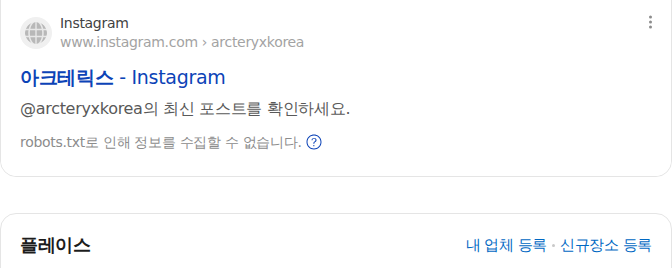 Instagram
www.instagram.com › arcteryxkorea
아크테릭스 - Instagram
@arcteryxkorea의 최신 포스트를 확인하세요.
robots.txt로 인해 정보를 수집할 수 없습니다. ?
플레이스 내 업체 등록 · 신규장소 등록